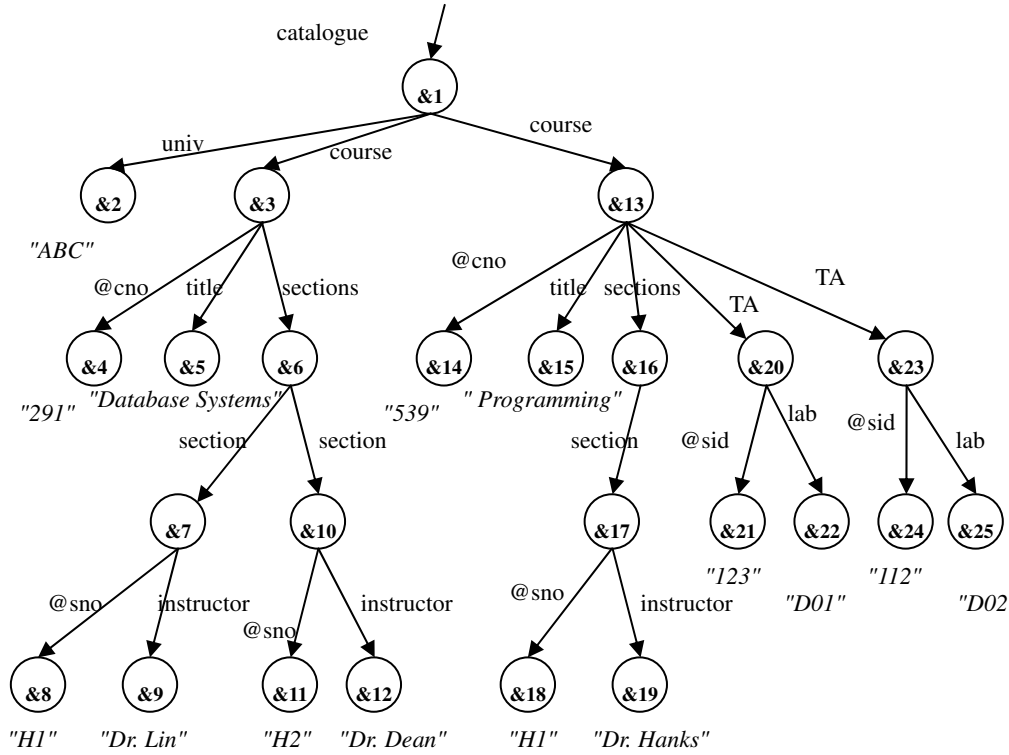 catalogue
&1
univ
course
course
&2
&3
&13
"ABC"
@cno
title
sections
@cno
title
sections
TA
TA
&4
&5
&6
&14
&15
&16
&20
&23
"291"
"Database Systems"
"539"
" Programming"
section
section
section
@sid
lab
@sid
lab
&7
&10
&17
&21
&22
&24
&25
"123"
"D01"
"112"
"D02
@sno
instructor
@sno
instructor
@sno
instructor
&8
&9
&11
&12
&18
&19
"H1"
"Dr. Lin"
"H2"
"Dr. Dean"
"H1"
"Dr. Hanks"